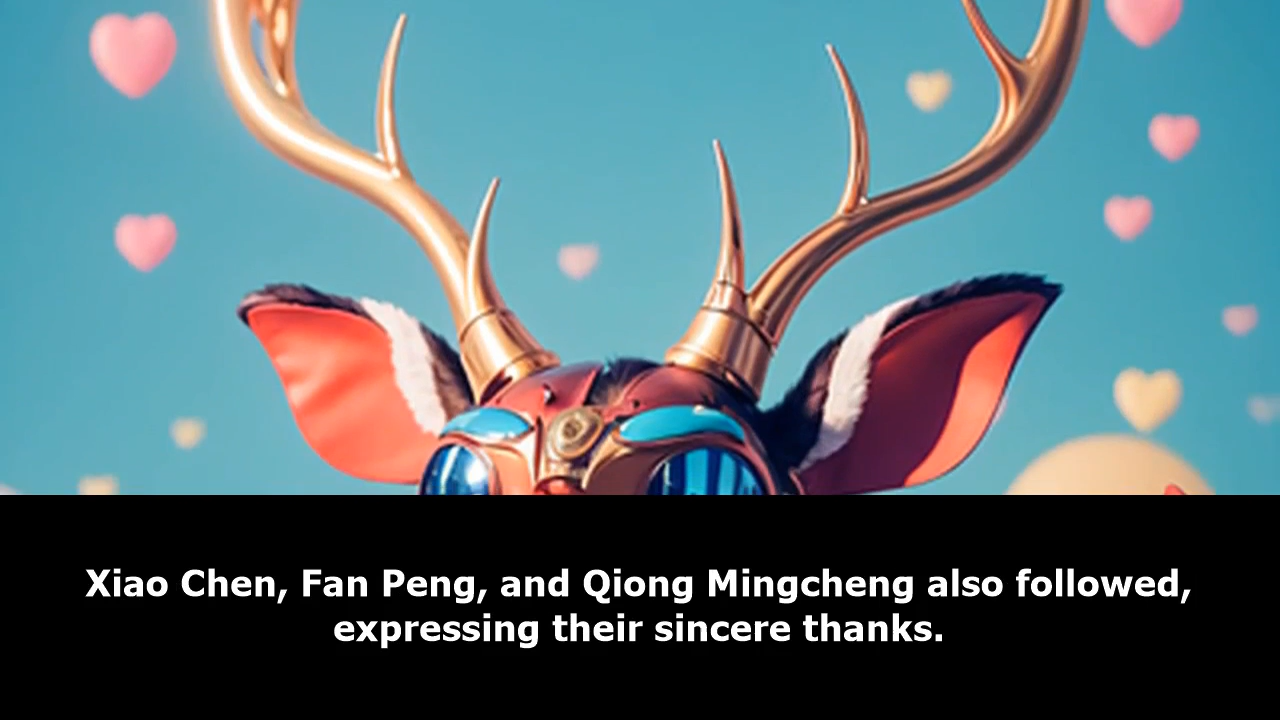 Xiao Chen, Fan Peng, and Qiong Mingcheng also followed,
expressing their sincere thanks.